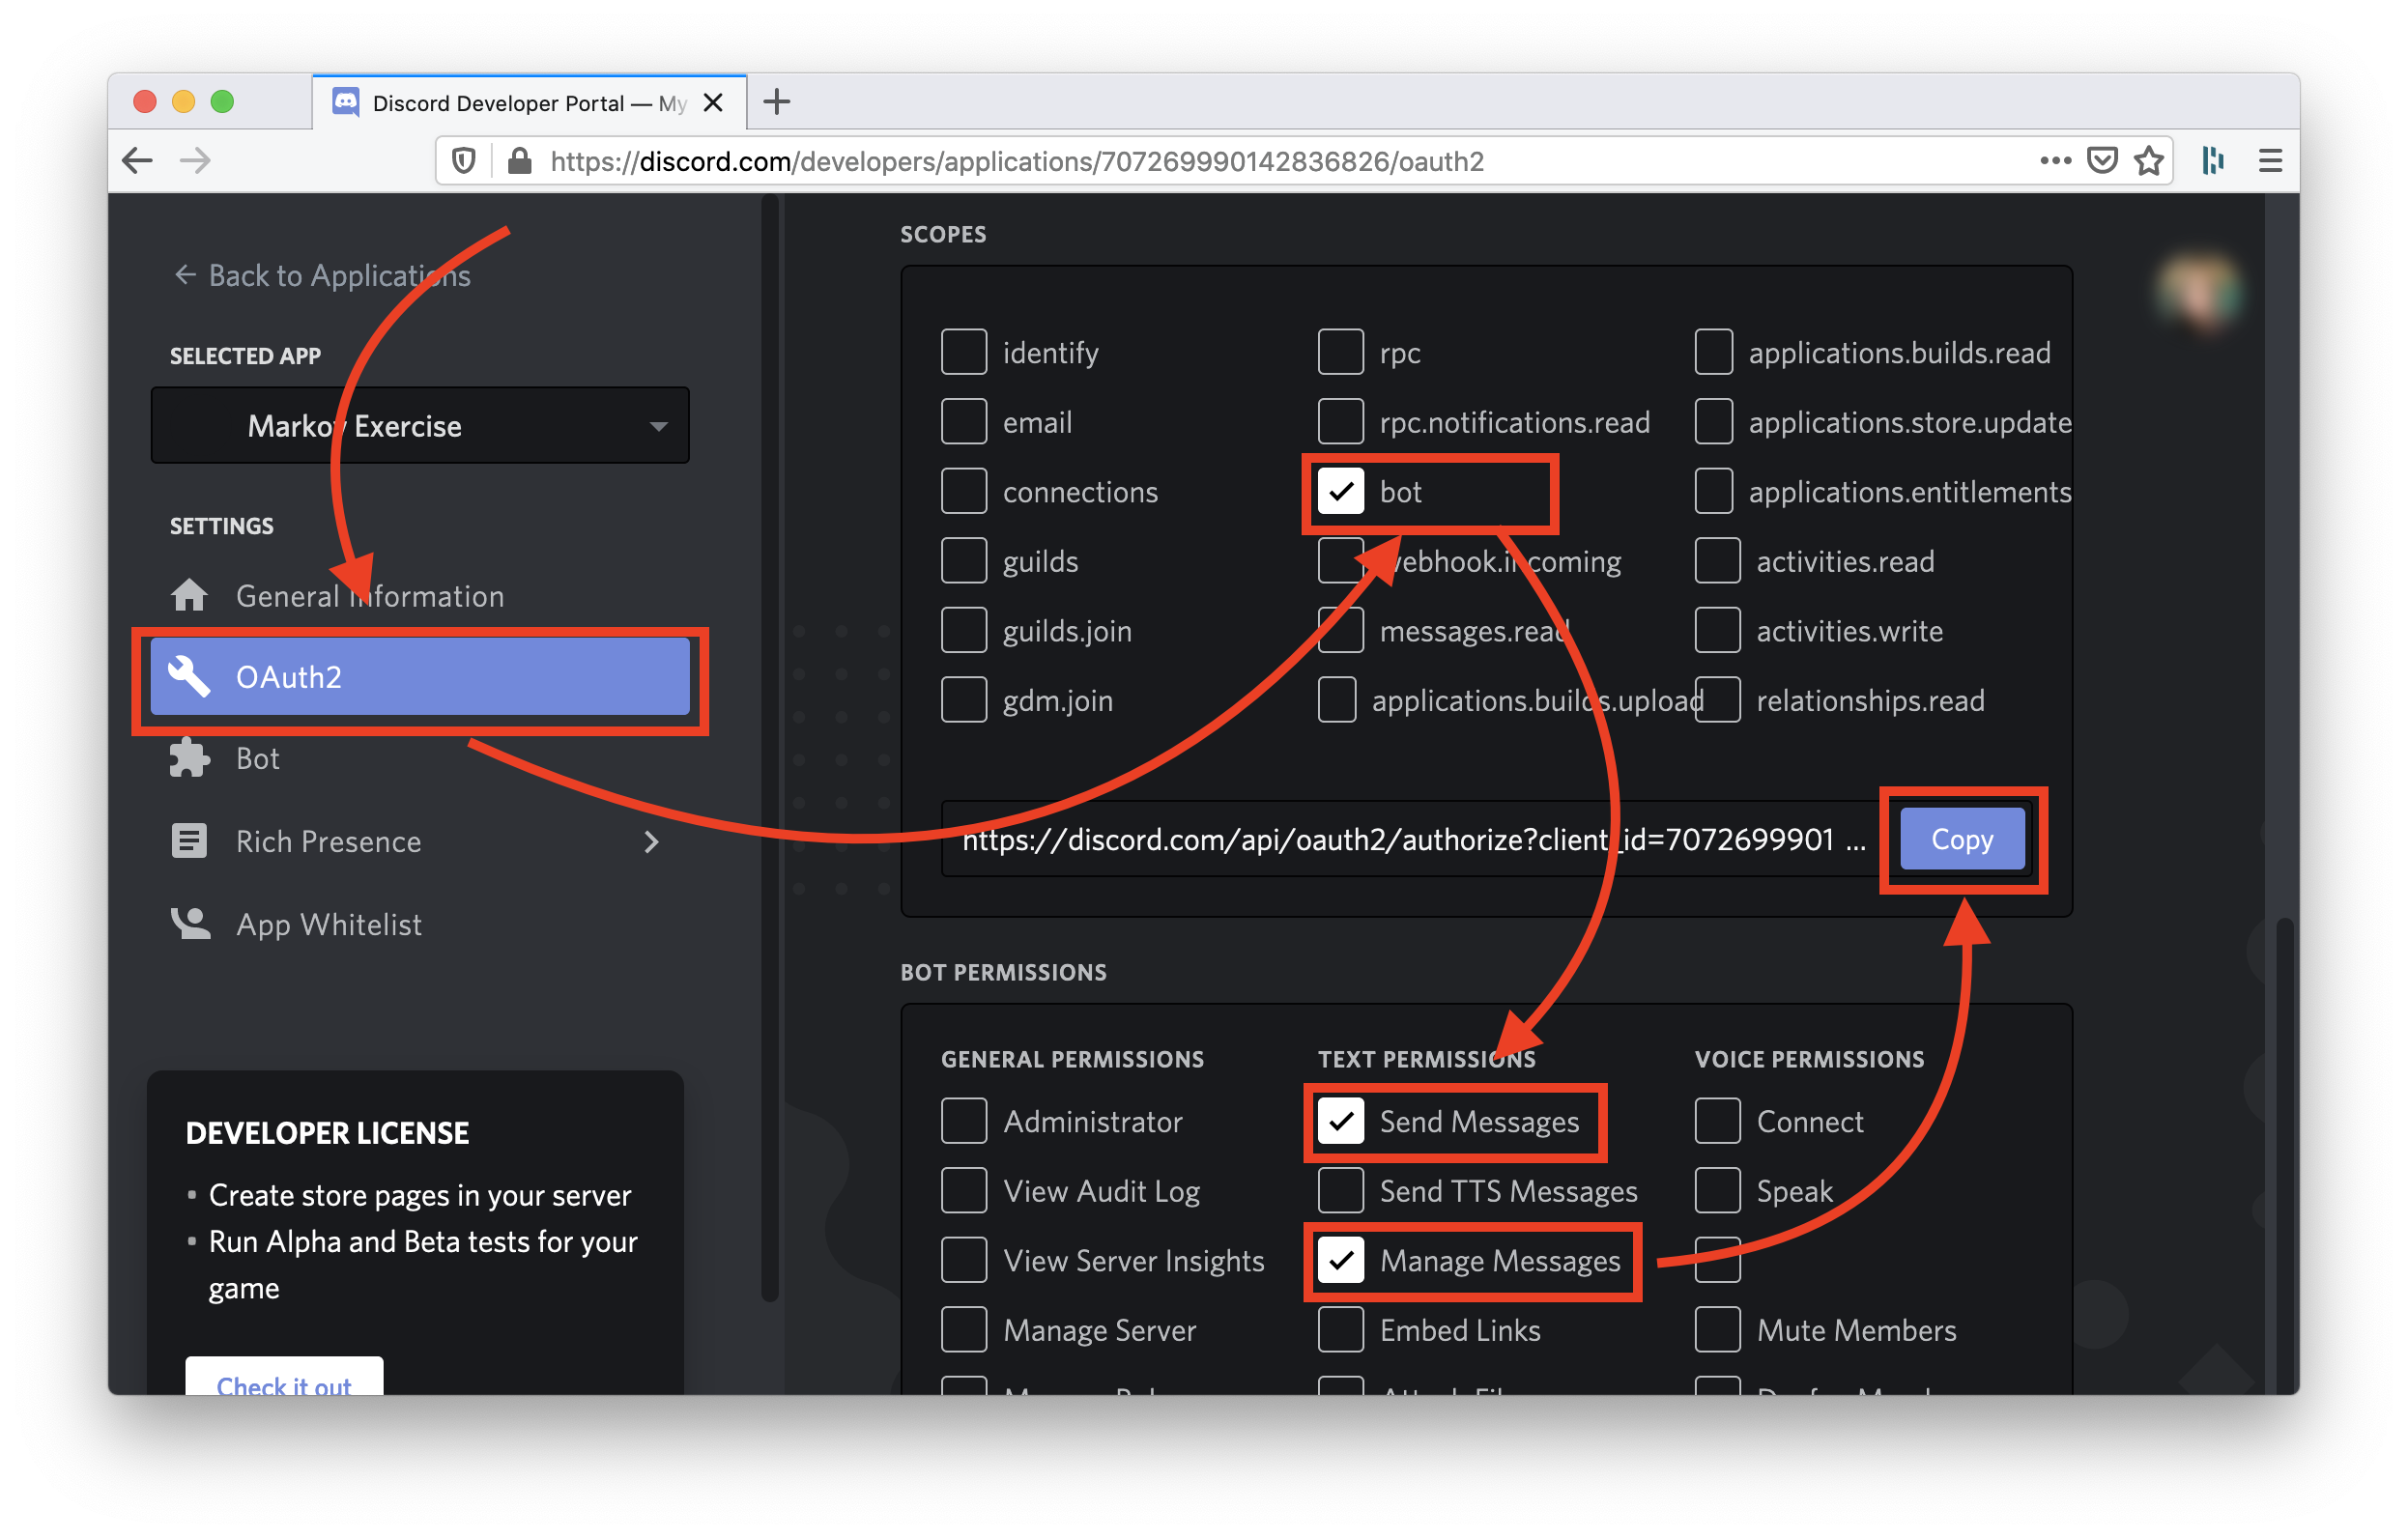 Discord Developer Portal — My
https://discord.com/developers/applications/707269990142836826/oauth2
← Back to Applications
SELECTED APP
Markov Exercise
SETTINGS
General Information
OAuth2
Bot
Rich Presence
App Whitelist
DEVELOPER LICENSE
Create store pages in your server
Run Alpha and Beta tests for your
game
Check it out
SCOPES
identify
rpc
applications.builds.read
email
rpc.notifications.read
applications.store.update
connections
bot
applications.entitlements
guilds
webhook.incoming
activities.read
guilds.join
messages.read
activities.write
gdm.join
applications.builds.upload
relationships.read
https://discord.com/api/oauth2/authorize?client_id=7072699901 ...
Copy
BOT PERMISSIONS
GENERAL PERMISSIONS
TEXT PERMISSIONS
VOICE PERMISSIONS
Administrator
Send Messages
Connect
View Audit Log
Send TTS Messages
Speak
View Server Insights
Manage Messages
Manage Server
Embed Links
Mute Members